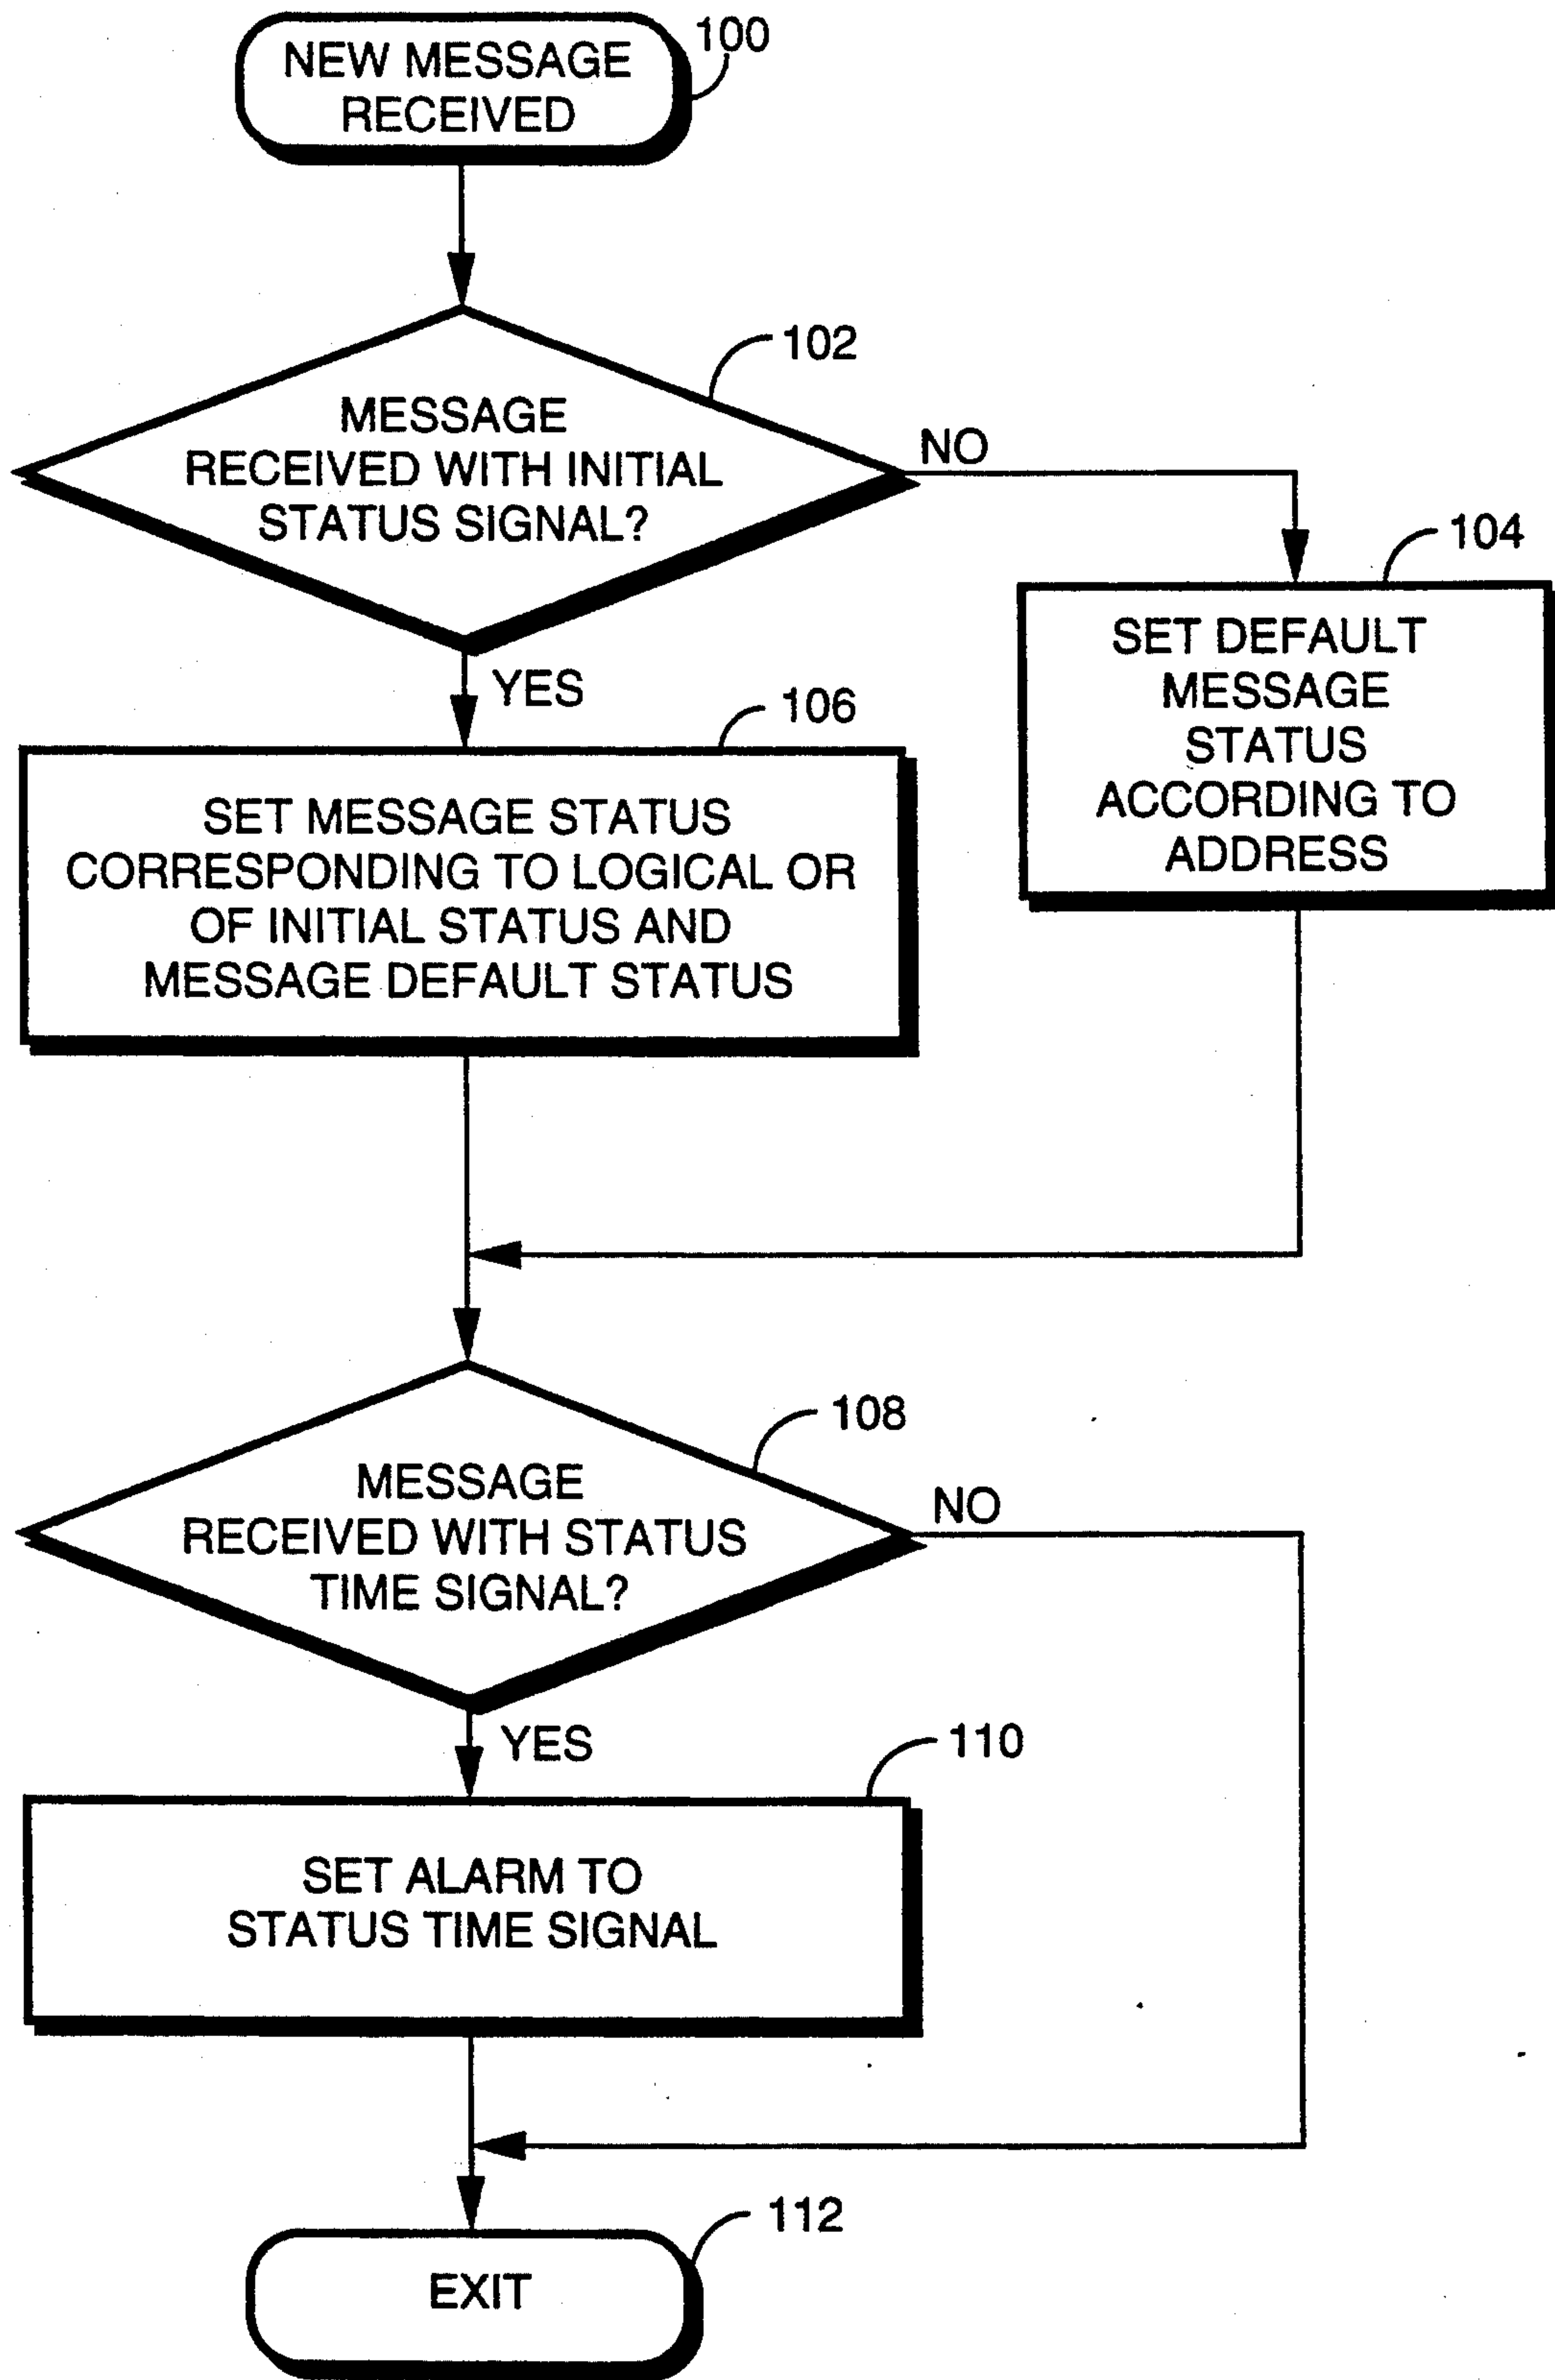 NEW MESSAGE
RECEIVED
100
102
MESSAGE
RECEIVED WITH INITIAL
STATUS SIGNAL?
NO
YES
104
SET DEFAULT
MESSAGE
STATUS
ACCORDING TO
ADDRESS
106
SET MESSAGE STATUS
CORRESPONDING TO LOGICAL OR
OF INITIAL STATUS AND
MESSAGE DEFAULT STATUS
108
MESSAGE
RECEIVED WITH STATUS
TIME SIGNAL?
NO
YES
110
SET ALARM TO
STATUS TIME SIGNAL
112
EXIT